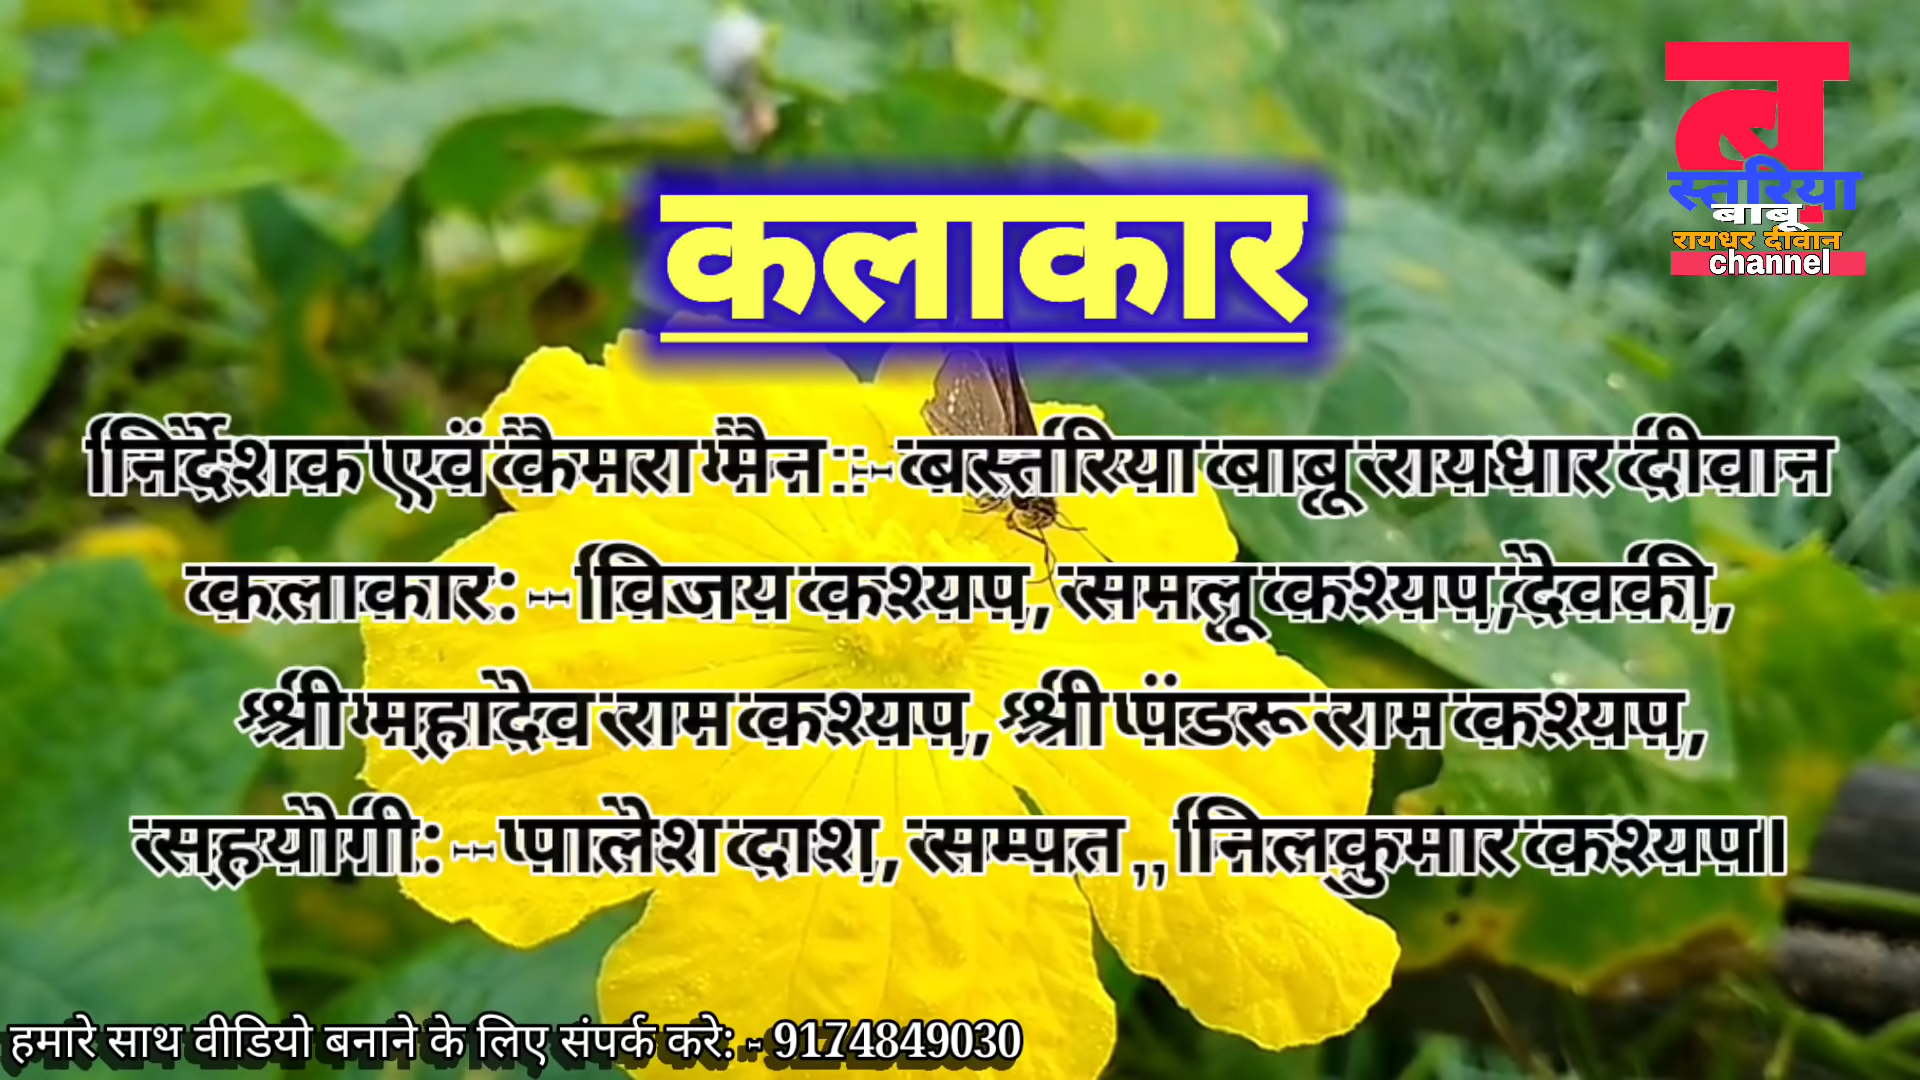 ब
स्तरिया
बाबू
रायधर दीवान
channel
कलाकार
निर्देशक एवं कैमरा मैन :- बस्तरिया बाबू रायधार दीवान
कलाकार: - विजय कश्यप, समलू कश्यप,देवकी,
श्री महादेव राम कश्यप, श्री पंडरू राम कश्यप,
सहयोगी: - पालेश दाश, सम्पत , निलकुमार कश्यप।
हमारे साथ वीडियो बनाने के लिए संपर्क करे: - 9174849030